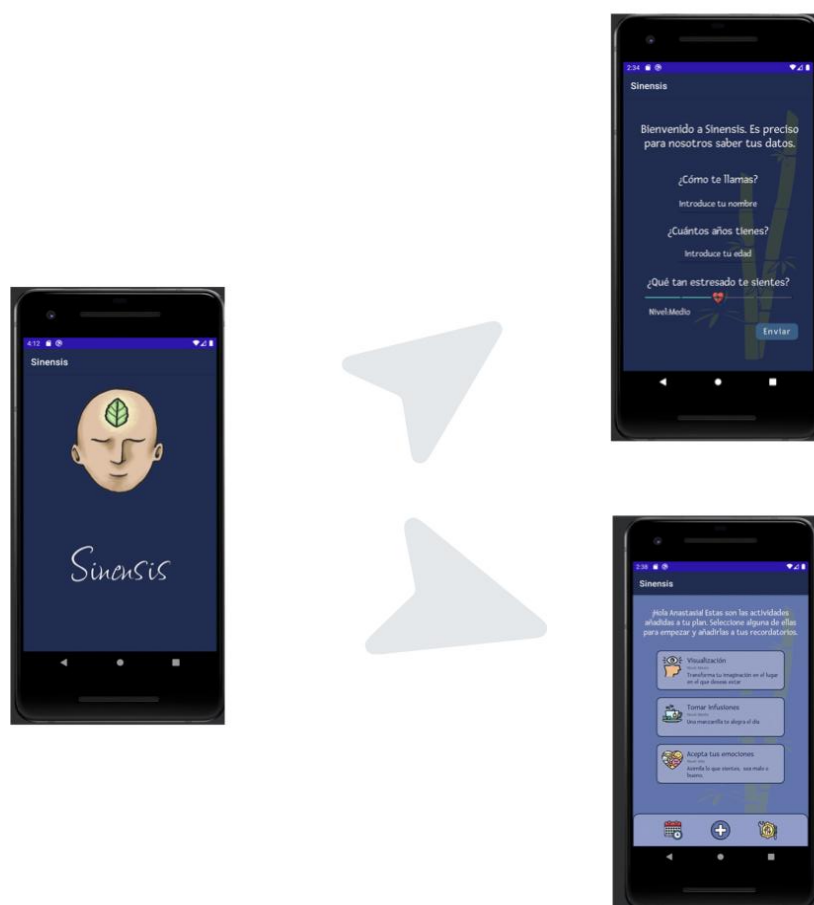 4:12
Sinensis
Sinensis
2:34
Sinensis
Bienvenido a Sinensis. Es preciso
para nosotros saber tus datos.
¿Cómo te llamas?
Introduce tu nombre
¿Cuántos años tienes?
Introduce tu edad
¿Qué tan estresado te sientes?
Nivel:Medio
Enviar
2:38
Sinensis
¡Hola Anastasia! Estas son las actividades
añadidas a tu plan. Seleccione alguna de ellas
para empezar y añadirlas a tus recordatorios.
Visualización
Transforma tu imaginación en el lugar
en el que deseas estar
Tomar infusiones
Una manzanilla te alegra el día
Acepta tus emociones
Asimila lo que sientas, sea malo o
bueno.